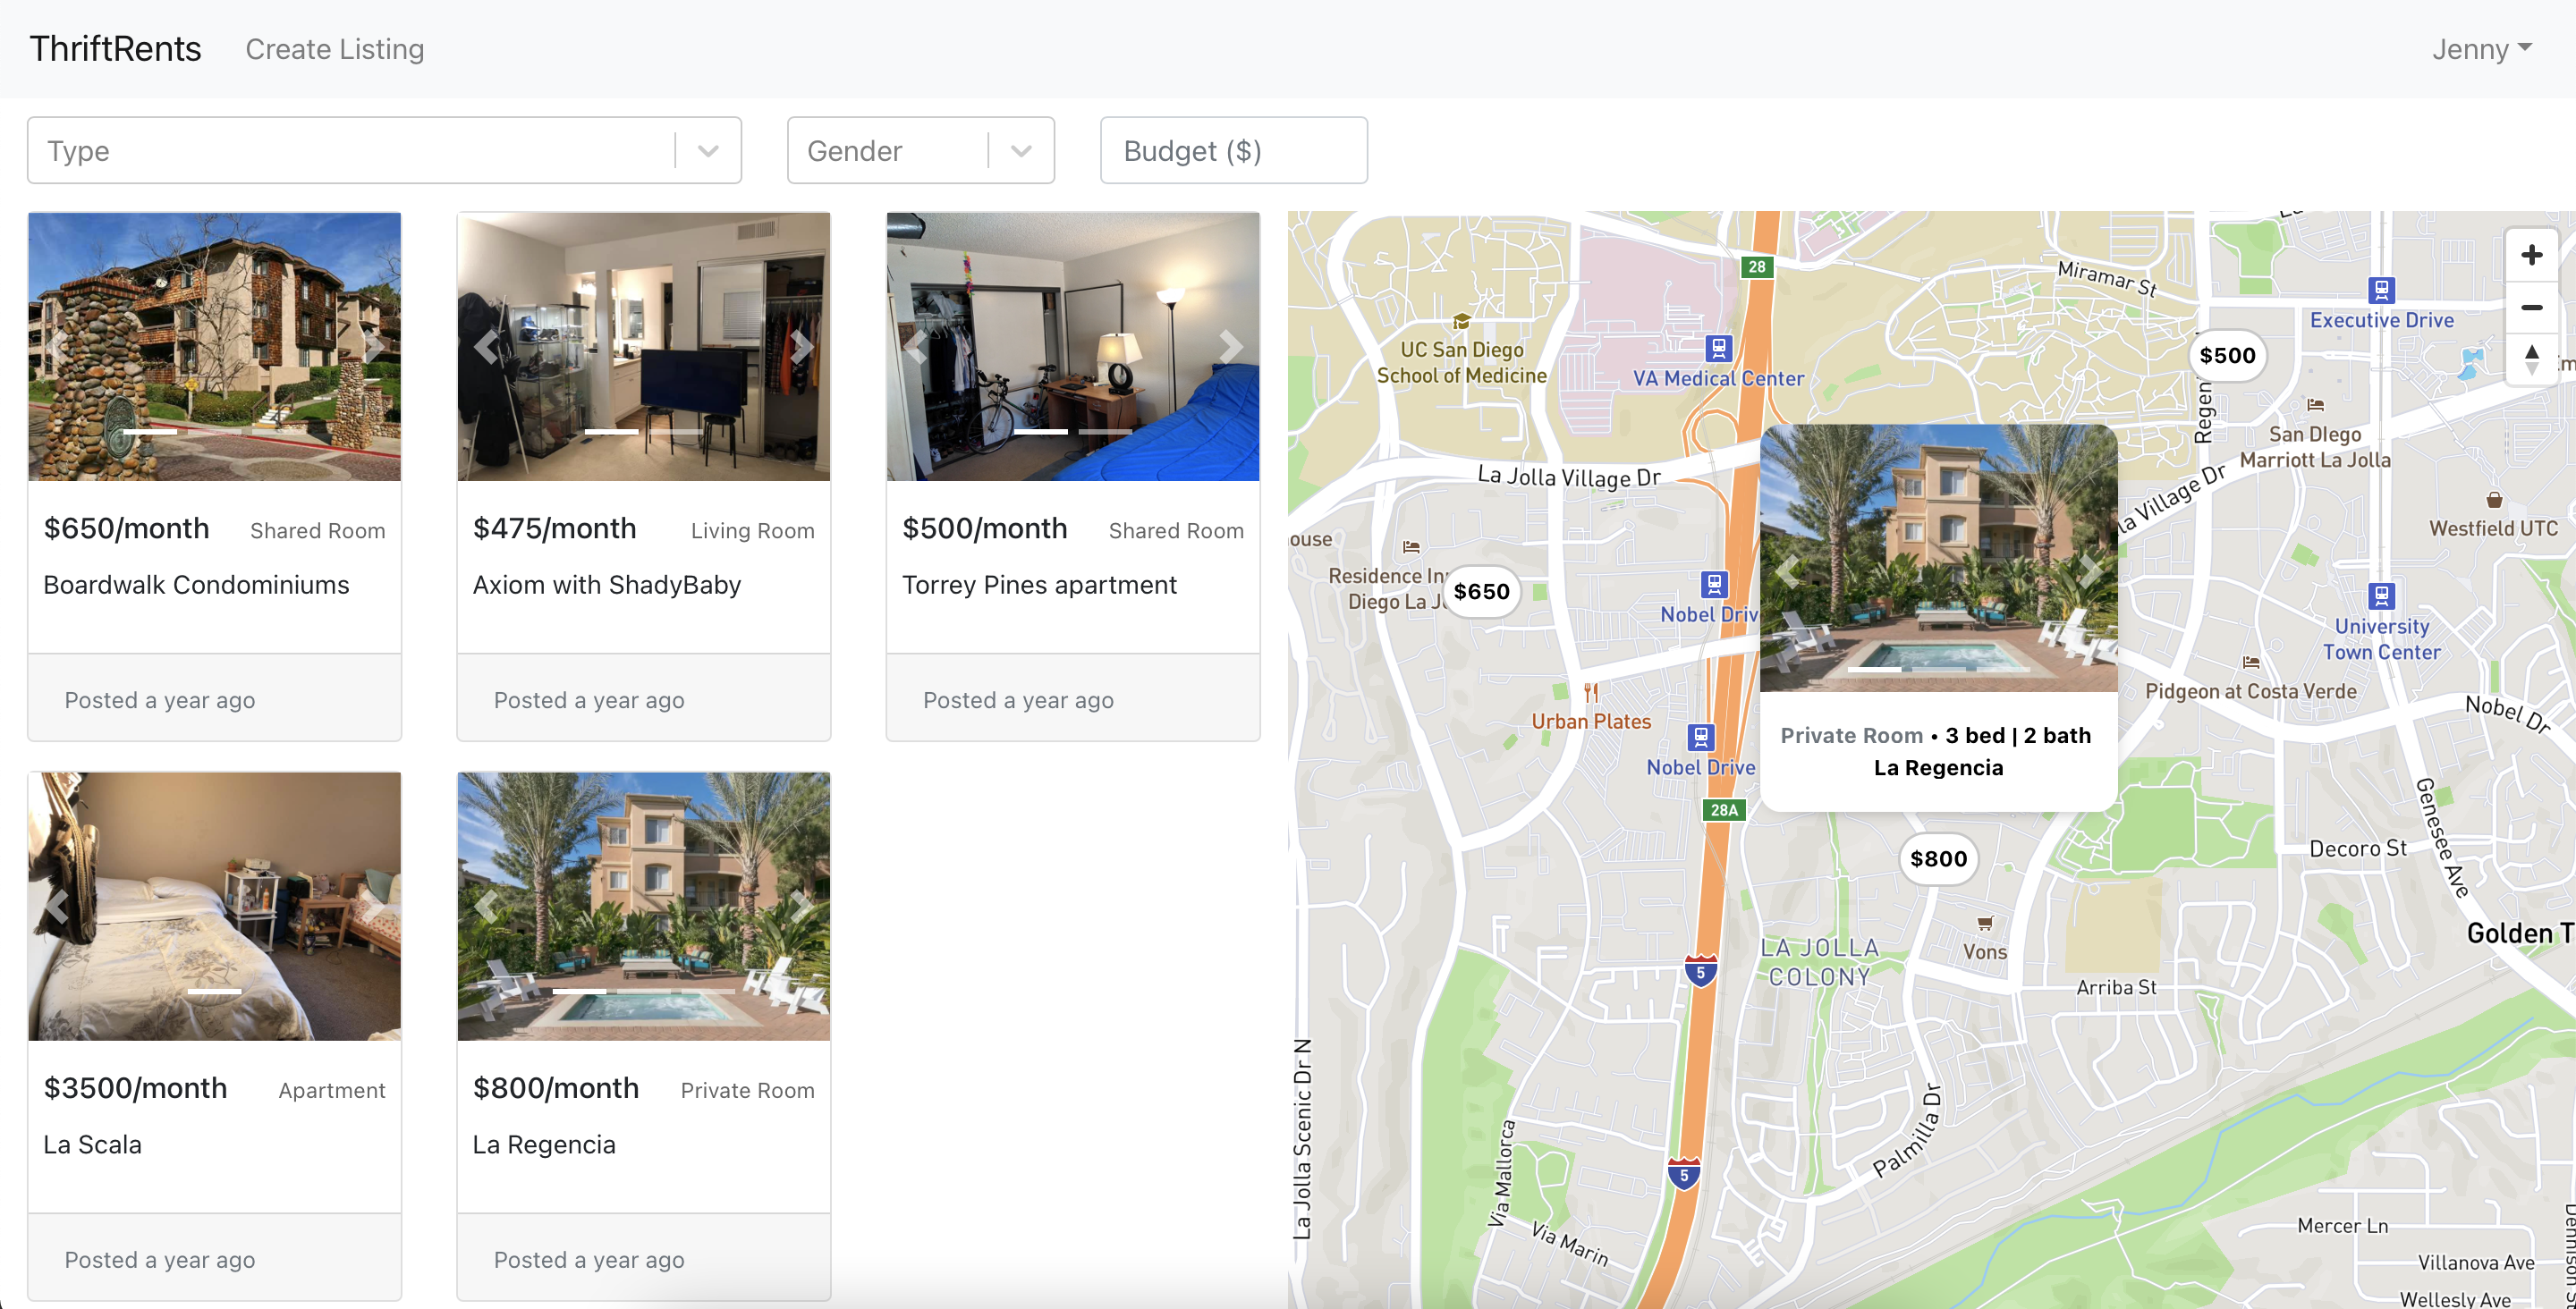 ThriftRents
Create Listing
Jenny
Type
Gender
Budget ($)
$650/month
Shared Room
Boardwalk Condominiums
Posted a year ago
$475/month
Living Room
Axiom with ShadyBaby
Posted a year ago
$500/month
Shared Room
Torrey Pines apartment
Posted a year ago
$3500/month
Apartment
La Scala
Posted a year ago
$800/month
Private Room
La Regencia
Posted a year ago
28
Miramar St
Executive Drive
UC San Diego
School of Medicine
VA Medical Center
$500
Regen
San DIego
Marriott La Jolla
La Jolla Village Dr
la Village Dr
Westfield UTC
ouse
Residence Inn
Diego La Jo
$650
Nobel Driv
University
Town Center
Pidgeon at Costa Verde
Urban Plates
Nobel Dr
Private Room • 3 bed | 2 bath
La Regencia
Nobel Drive
28A
$800
Decoro St
Genesee Ave
Golden T
Vons
LA JOLLA
COLONY
5
Arriba St
La Jolla Scenic Dr N
Palmilla Dr
Via Mallorca
5
Via Marin
Mercer Ln
Villanova Ave
Dennison S
Wellesly Ave